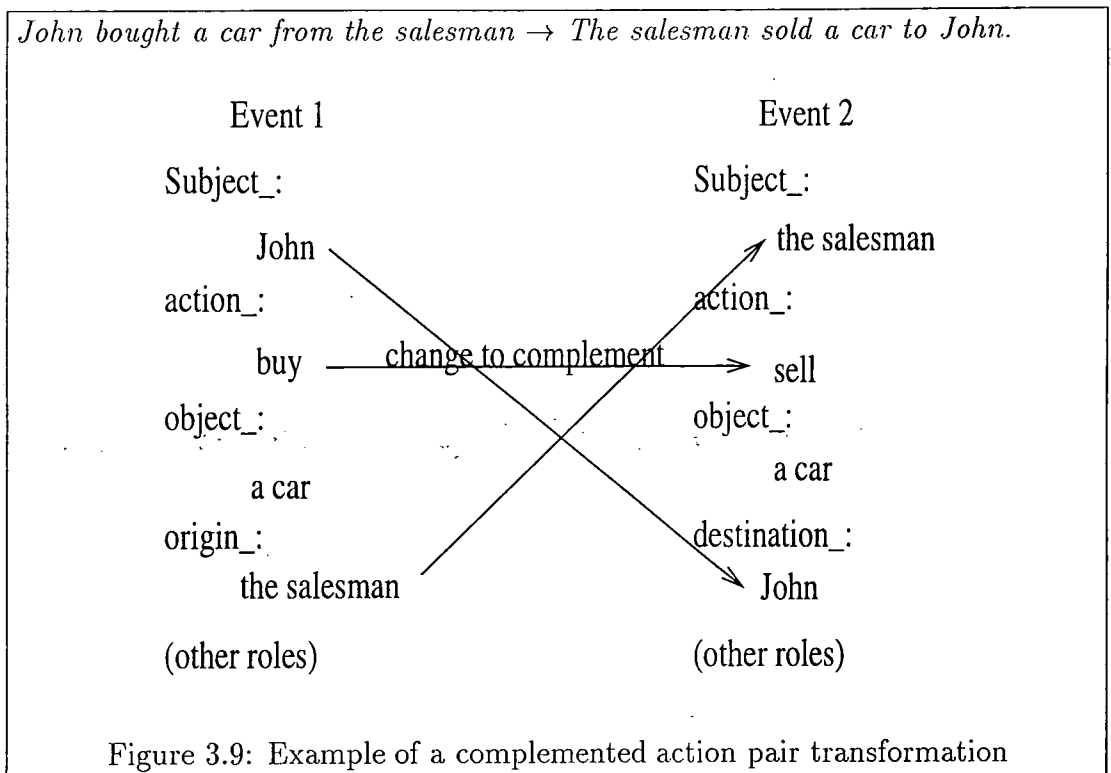 John bought a car from the salesman → The salesman sold a car to John.
Event 1
Subject_:
John
action_:
buy
object_:
a car
origin_:
the salesman
(other roles)
change to complement
Event 2
Subject_:
the salesman
action_:
sell
object_:
a car
destination_:
John
(other roles)
Figure 3.9: Example of a complemented action pair transformation